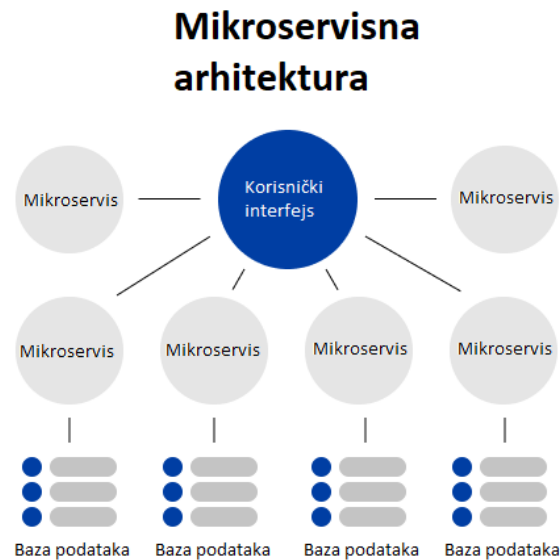 Mikroservisna
arhitektura
Mikroservis
Korisnički
interfejs
Mikroservis
Mikroservis
Mikroservis
Mikroservis
Mikroservis
Baza podataka
Baza podataka
Baza podataka
Baza podataka